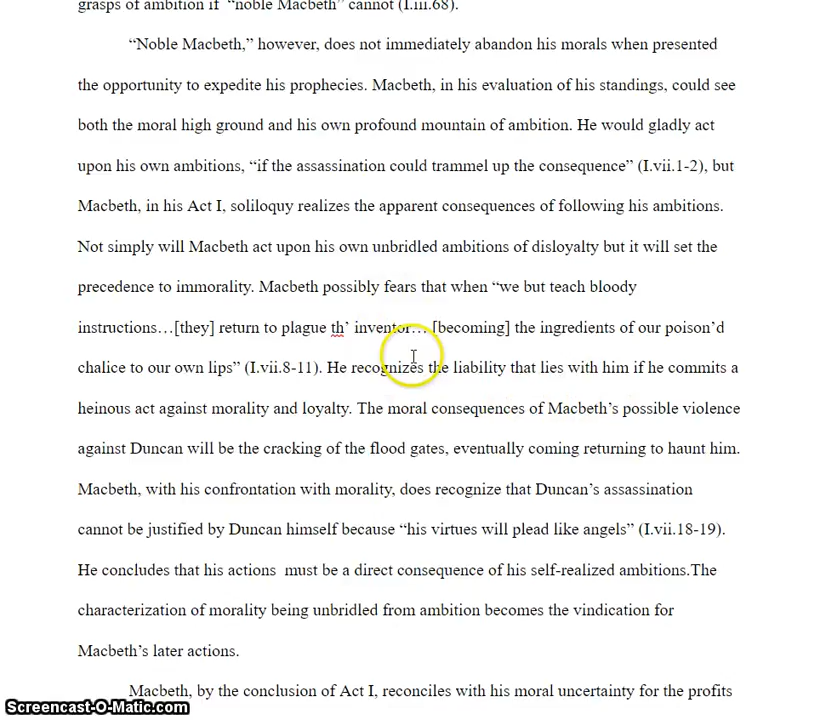 grasps of ambition if  “noble Macbeth” cannot (I.iii.68).
“Noble Macbeth,” however, does not immediately abandon his morals when presented
the opportunity to expedite his prophecies. Macbeth, in his evaluation of his standings, could see
both the moral high ground and his own profound mountain of ambition. He would gladly act
upon his own ambitions, “if the assassination could trammel up the consequence” (I.vii.1-2), but
Macbeth, in his Act I, soliloquy realizes the apparent consequences of following his ambitions.
Not simply will Macbeth act upon his own unbridled ambitions of disloyalty but it will set the
precedence to immorality. Macbeth possibly fears that when “we but teach bloody
instructions…[they] return to plague th’ inventor… [becoming] the ingredients of our poison’d
chalice to our own lips” (I.vii.8-11). He recognizes the liability that lies with him if he commits a
heinous act against morality and loyalty. The moral consequences of Macbeth’s possible violence
against Duncan will be the cracking of the flood gates, eventually coming returning to haunt him.
Macbeth, with his confrontation with morality, does recognize that Duncan’s assassination
cannot be justified by Duncan himself because “his virtues will plead like angels” (I.vii.18-19).
He concludes that his actions  must be a direct consequence of his self-realized ambitions.The
characterization of morality being unbridled from ambition becomes the vindication for
Macbeth’s later actions.
Macbeth, by the conclusion of Act I, reconciles with his moral uncertainty for the profits
Screencast-O-Matic.com